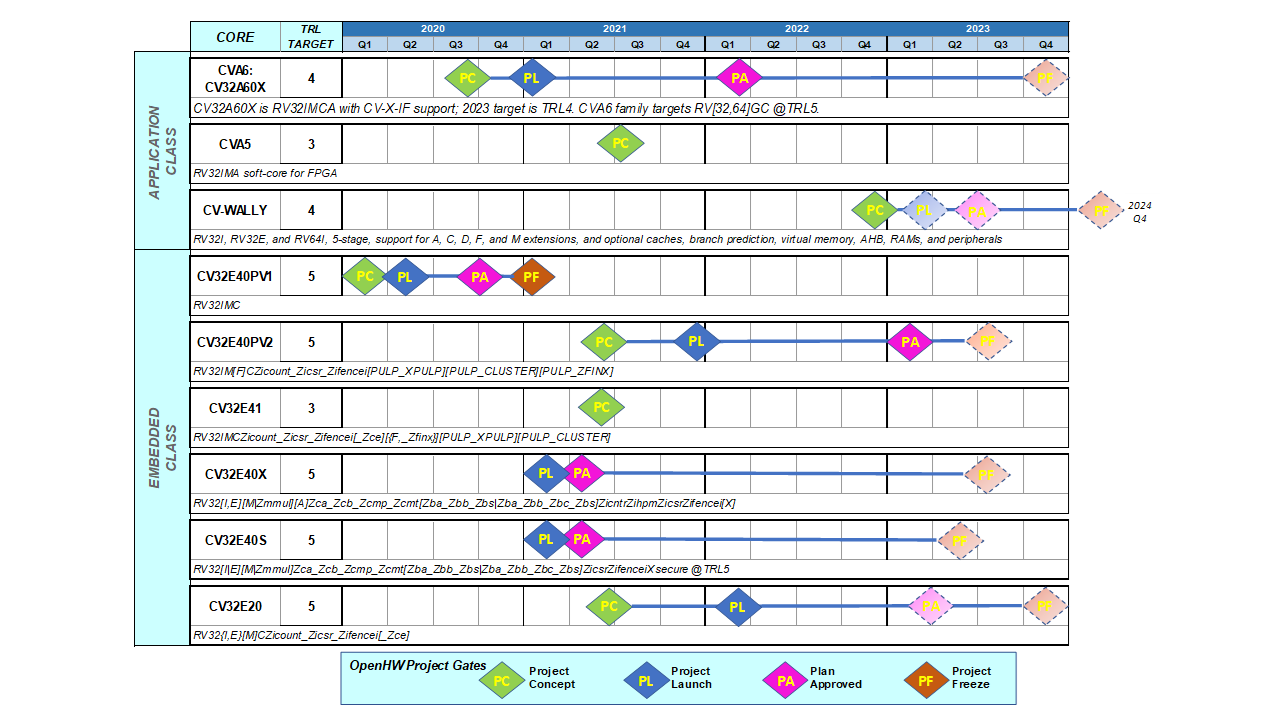 CORE
TRL
TARGET
2020 2021 2022 2023
Q1 Q2 Q3 Q4 Q1 Q2 Q3 Q4 Q1 Q2 Q3 Q4 Q1 Q2 Q4
APPLICATION
CLASS
CVA6:
CV32A60X
4
PC PL PA PF
CV32A60X is RV32IMCA with CV-X-IF support; 2023 target is TRL4. CVA6 family targets RV[32,64]GC @TRL5.
CVA5
3
PC
RV32IMA soft-core for FPGA
CV-WALLY
4
PC PL PA PF
2024
Q4
RV32I, RV32E, and RV64I, 5-stage, support for A, C, D, F, and M extensions, and optional caches, branch prediction, virtual memory, AHB, RAMs, and peripherals
EMBEDDED
CLASS
CV32E40PV1
5
PC PL PA PF
RV32IMC
CV32E40PV2
5
PC PL PA PF
RV32IM[F]CZicount_Zicsr_Zifencei[PULP_XPULP][PULP_CLUSTER][PULP_ZFINX]
CV32E41
3
PC
RV32IMCZicount_Zicsr_Zifencei[_Zce][{F,_Zfinx}][PULP_XPULP][PULP_CLUSTER]
CV32E40X
5
PL PA PF
RV32[I,E][M|Zmmul][A]Zca_Zcb_Zcmp_Zcmt[Zba_Zbb_Zbs|Zba_Zbb_Zbc_Zbs]ZicntrZihpmZicsrZifencei[X]
CV32E40S
5
PL PA PF
RV32[I|E][M|Zmmul]Zca_Zcb_Zcmp_Zcmt[Zba_Zbb_Zbs|Zba_Zbb_Zbc_Zbs]ZicsrZifenceiXsecure @TRL5
CV32E20
5
PC PL PA PF
RV32{I,E}[M]CZicount_Zicsr_Zifencei[_Zce]
OpenHW Project Gates
PC Project
Concept
PL Project
Launch
PA Plan
Approved
PF Project
Freeze